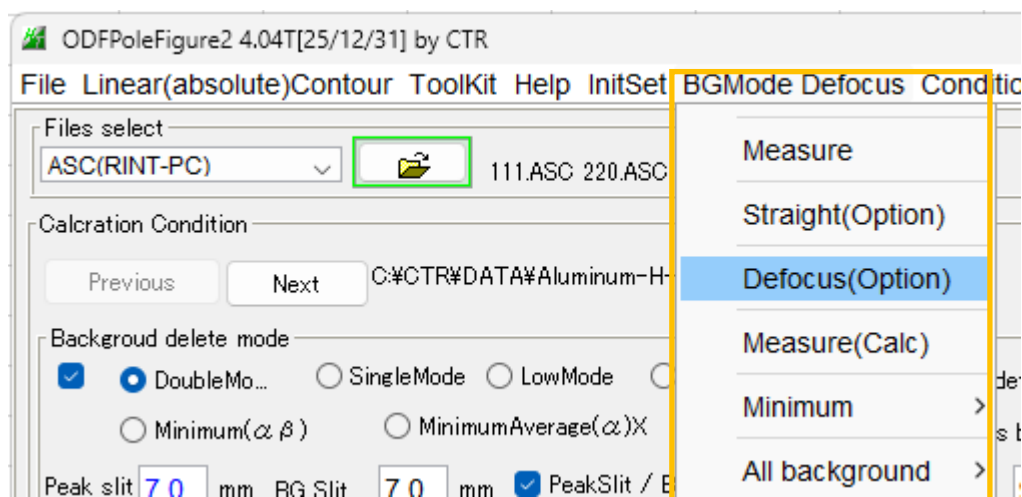 ODFPoleFigure2 4.04T[25/12/31] by CTR
File Linear(absolute)Contour ToolKit Help InitSet BGMode Defocus
Files select
ASC(RINT-PC) 111.ASC 220.ASC
Measure
Straight(Option)
Calcration Condition
Previous Next C:¥CTR¥DATA¥Aluminum-H-
Defocus(Option)
Backgroud delete mode
Measure(Calc)
DoubleMo... SingleMode LowMode
Minimum
Minimum(αβ) MinimumAverage(α)X
All background
Peak slit 7.0 mm BG Slit 7.0 mm PeakSlit /